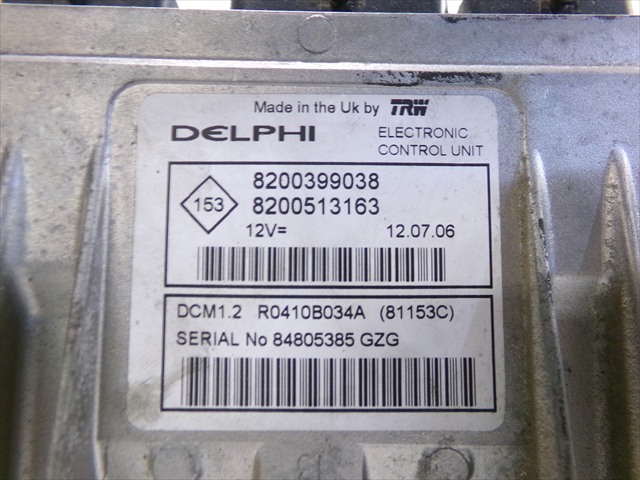 Made in the Uk by TRW
DELPHI
ELECTRONIC
CONTROL UNIT
153
8200399038
8200513163
12V=
12.07.06
DCM1.2 R0410B034A (81153C)
SERIAL No 84805385 GZG